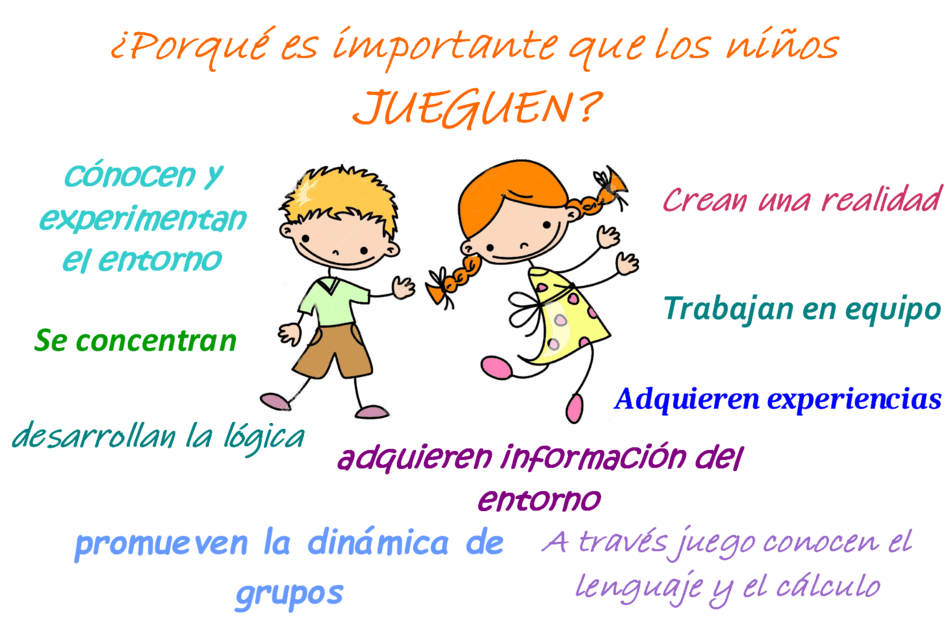 ¿Porqué es importante que los niños
JUEGUEN?
cónocen y
experimentan
el entorno
Crean una realidad
Trabajan en equipo
Se concentran
Adquieren experiencias
desarrollan la lógica
adquieren información del
entorno
promueven la dinámica de
grupos
A través juego conocen el
lenguaje y el cálculo